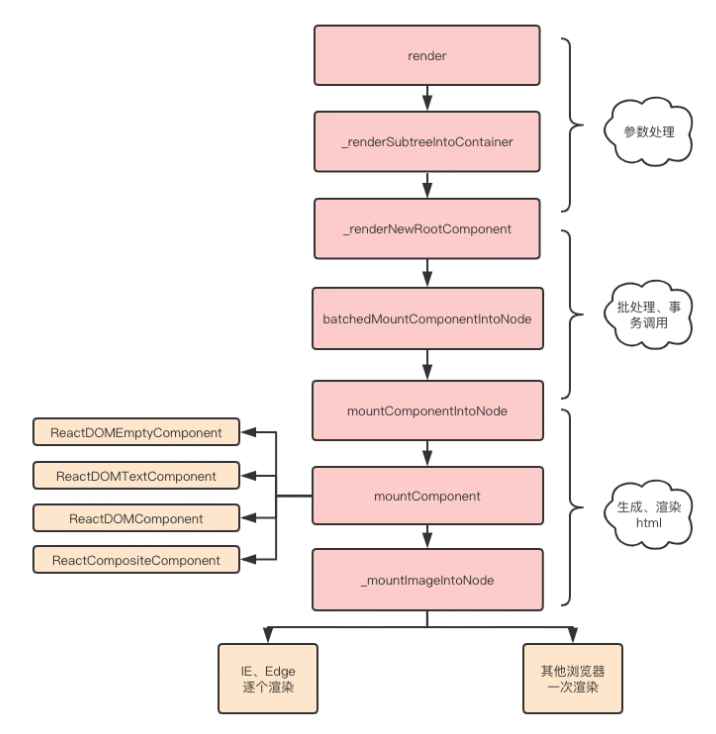 render
_renderSubtreeIntoContainer
参数处理
_renderNewRootComponent
batchedMountComponentIntoNode
批处理、事
务调用
mountComponentIntoNode
ReactDOMEmptyComponent
ReactDOMTextComponent
ReactDOMComponent
ReactCompositeComponent
mountComponent
生成、渲染
html
_mountImageIntoNode
IE、Edge
逐个渲染
其他浏览器
一次渲染